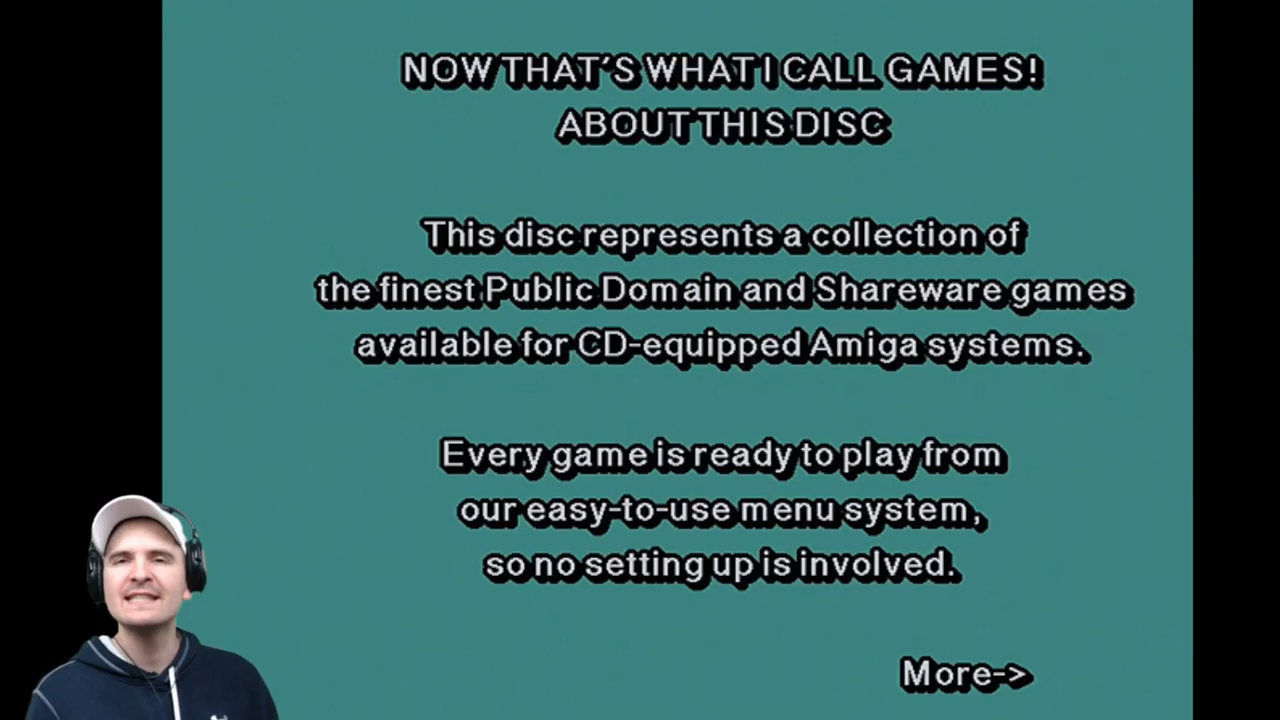 NOW THAT'S WHAT I CALL GAMES!
ABOUT THIS DISC
This disc represents a collection of
the finest Public Domain and Shareware games
available for CD-equipped Amiga systems.
Every game is ready to play from
our easy-to-use menu system,
so no setting up is involved.
More->